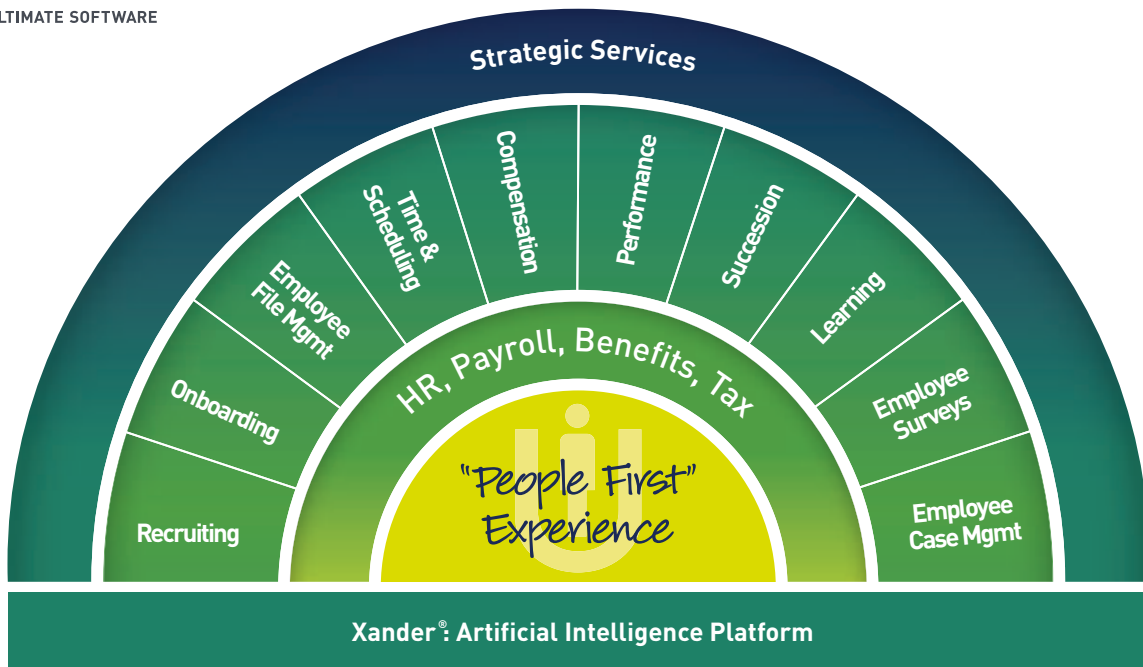 LTIMATE SOFTWARE
Strategic Services
Recruiting
Onboarding
Employee
File Mgmt
Time &
Scheduling
Compensation
Performance
Succession
Learning
Employee
Surveys
Employee
Case Mgmt
HR, Payroll, Benefits, Tax
"People First"
Experience
Xander®: Artificial Intelligence Platform